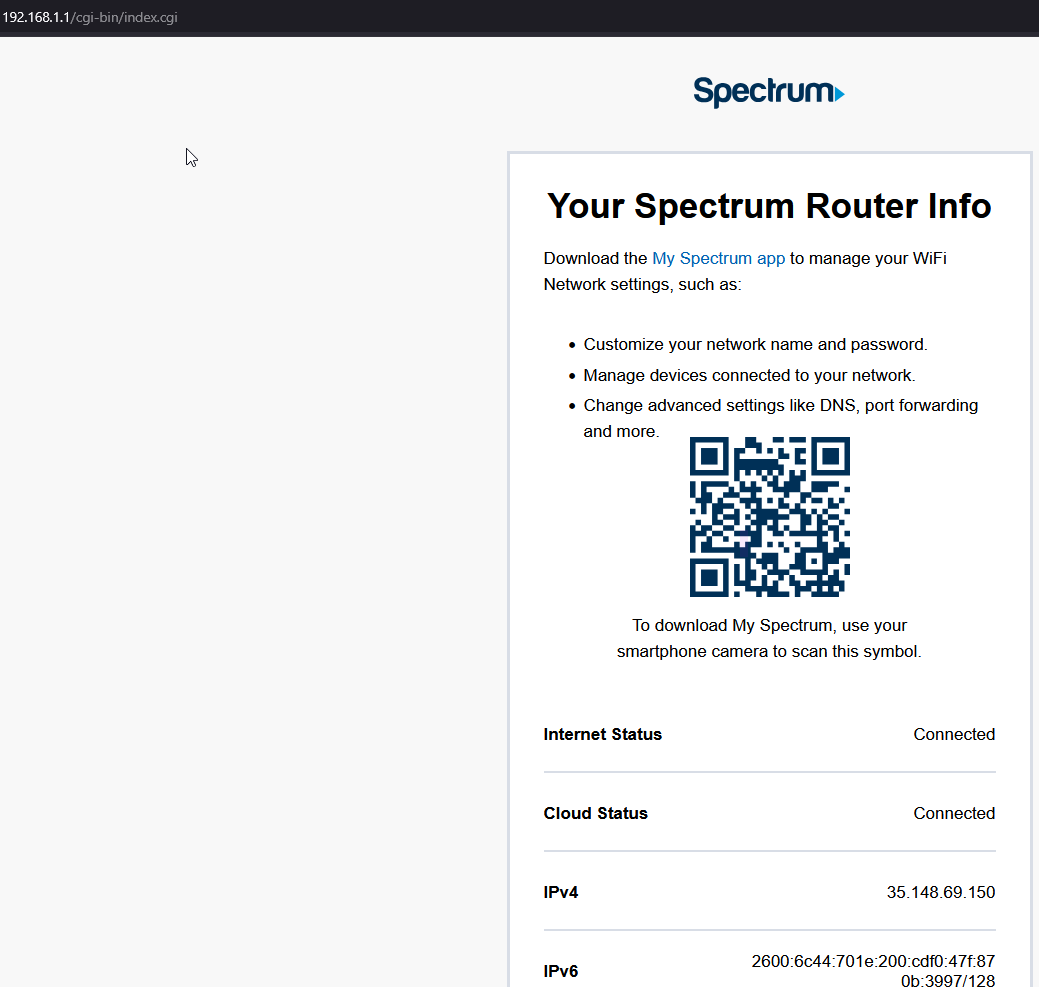 192.168.1.1/cgi-bin/index.cgi
Spectrum
Your Spectrum Router Info
Download the My Spectrum app to manage your WiFi
Network settings, such as:
• Customize your network name and password.
• Manage devices connected to your network.
• Change advanced settings like DNS, port forwarding
and more.
To download My Spectrum, use your
smartphone camera to scan this symbol.
Internet Status Connected
Cloud Status Connected
IPv4 35.148.69.150
IPv6 2600:6c44:701e:200:cdf0:47f:87
0b:3997/128